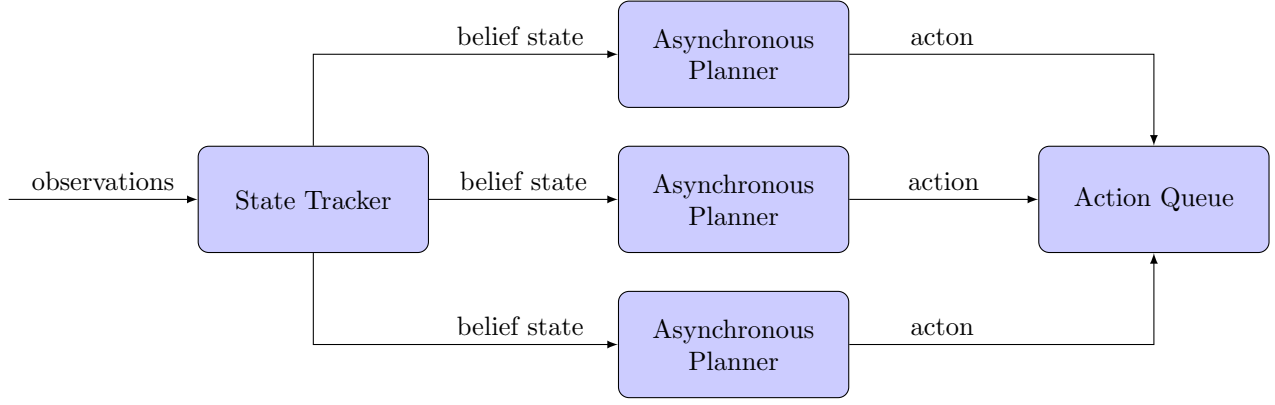 belief state
Asynchronous
Planner
acton
observations
State Tracker
belief state
Asynchronous
Planner
action
Action Queue
belief state
Asynchronous
Planner
acton